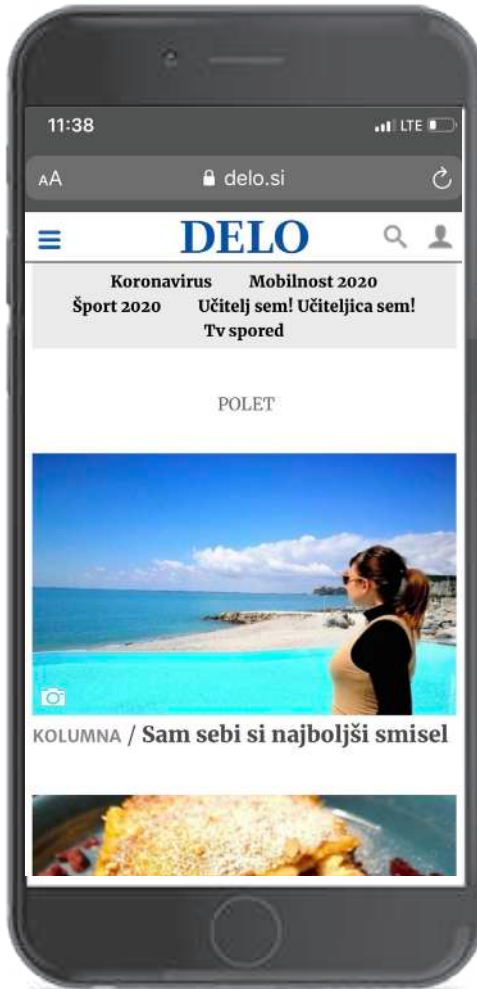 11:38 LTE
AA delo.si
DELO
Koronavirus Mobilnost 2020
Šport 2020 Učitelj sem! Učiteljica sem!
Tv spored
POLET
KOLUMNA / Sam sebi si najboljši smisel